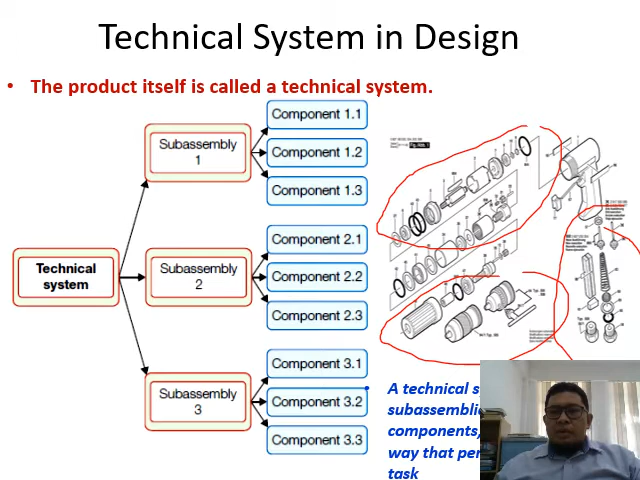 Technical System in Design
• The product itself is called a technical system.
Technical
system
Subassembly
1
Component 1.1
Component 1.2
Component 1.3
Subassembly
2
Component 2.1
Component 2.2
Component 2.3
Subassembly
3
Component 3.1
Component 3.2
Component 3.3
A technical s
subassemblie
components,
way that per
task